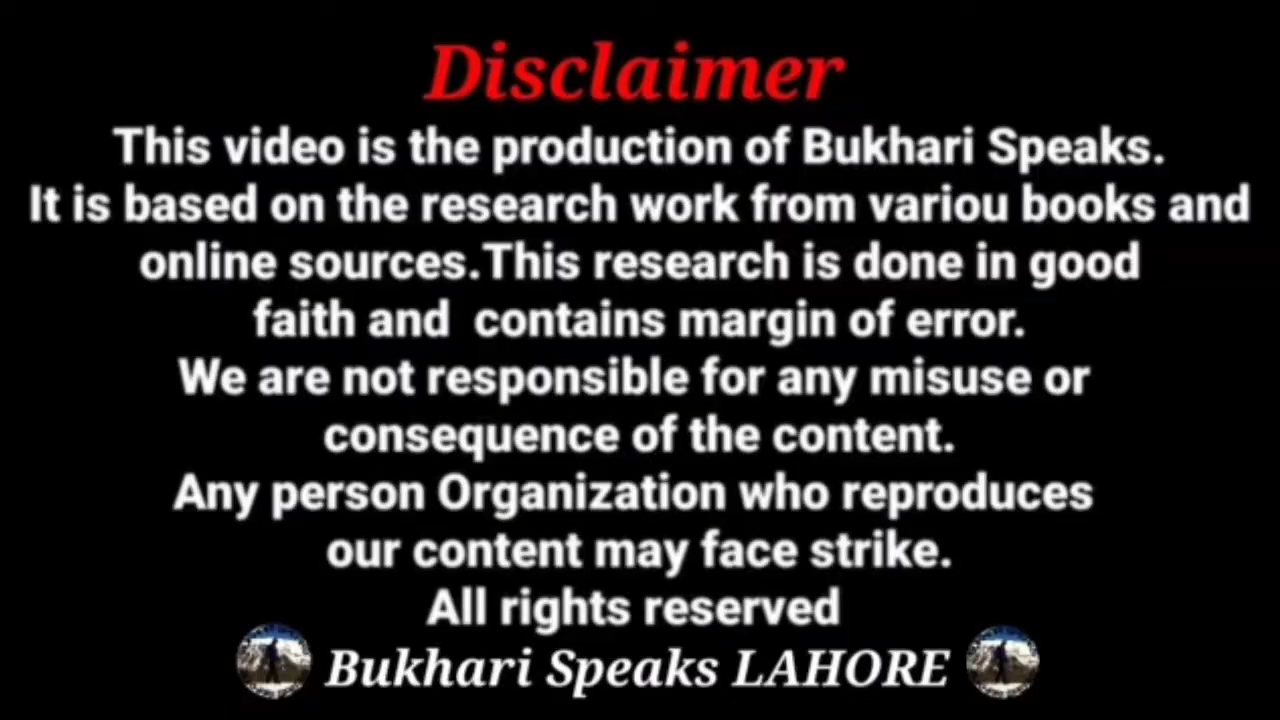 Disclaimer
This video is the production of Bukhari Speaks.
It is based on the research work from variou books and
online sources.This research is done in good
faith and  contains margin of error.
We are not responsible for any misuse or
consequence of the content.
Any person Organization who reproduces
our content may face strike.
All rights reserved
Bukhari Speaks LAHORE